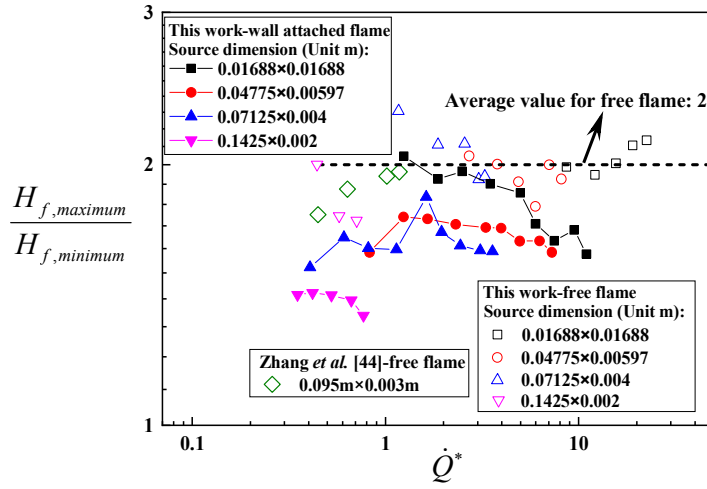 3
This work-wall attached flame
Source dimension (Unit m):
0.01688×0.01688
0.04775×0.00597
0.07125×0.004
0.1425×0.002
Average value for free flame: 2
2
H f,maximum
H f,minimum
This work-free flame
Source dimension (Unit m):
0.01688×0.01688
0.04775×0.00597
0.07125×0.004
0.1425×0.002
Zhang et al. [44]-free flame
0.095m×0.003m
1
0.1 1 10
Q̇*